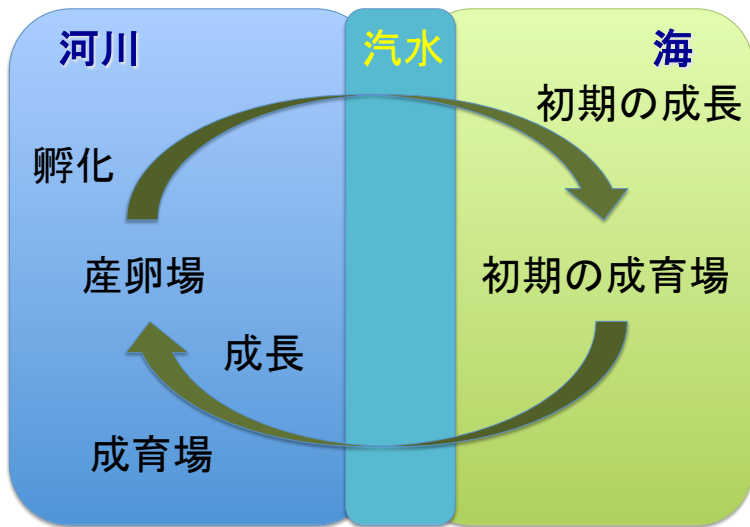 河川
汽水
海
初期の成長
孵化
産卵場
初期の成育場
成長
成育場